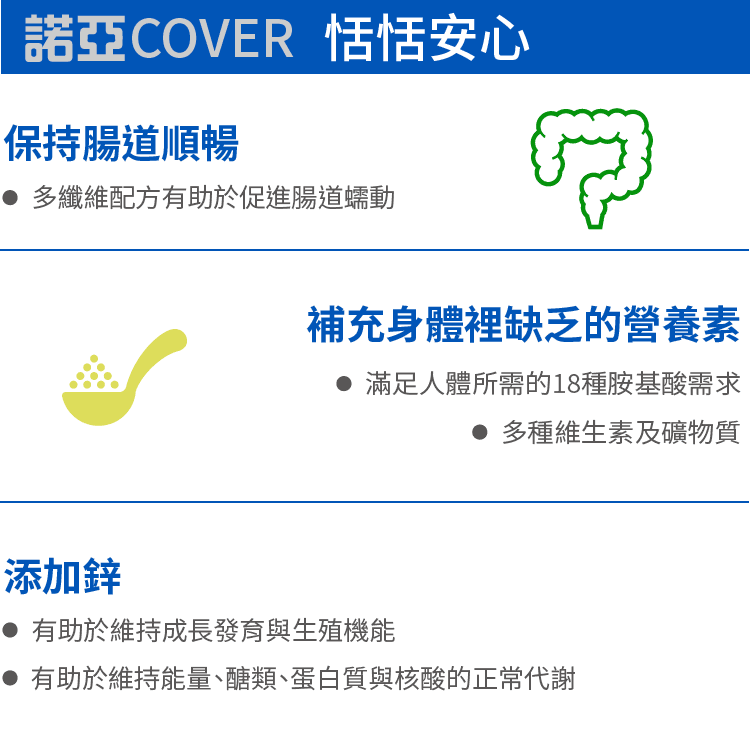 諾亞COVER 恬恬安心
保持腸道順暢
● 多纖維配方有助於促進腸道蠕動
補充身體裡缺乏的營養素
● 滿足人體所需的18種胺基酸需求
● 多種維生素及礦物質
添加鋅
● 有助於維持成長發育與生殖機能
● 有助於維持能量、醣類、蛋白質與核酸的正常代謝